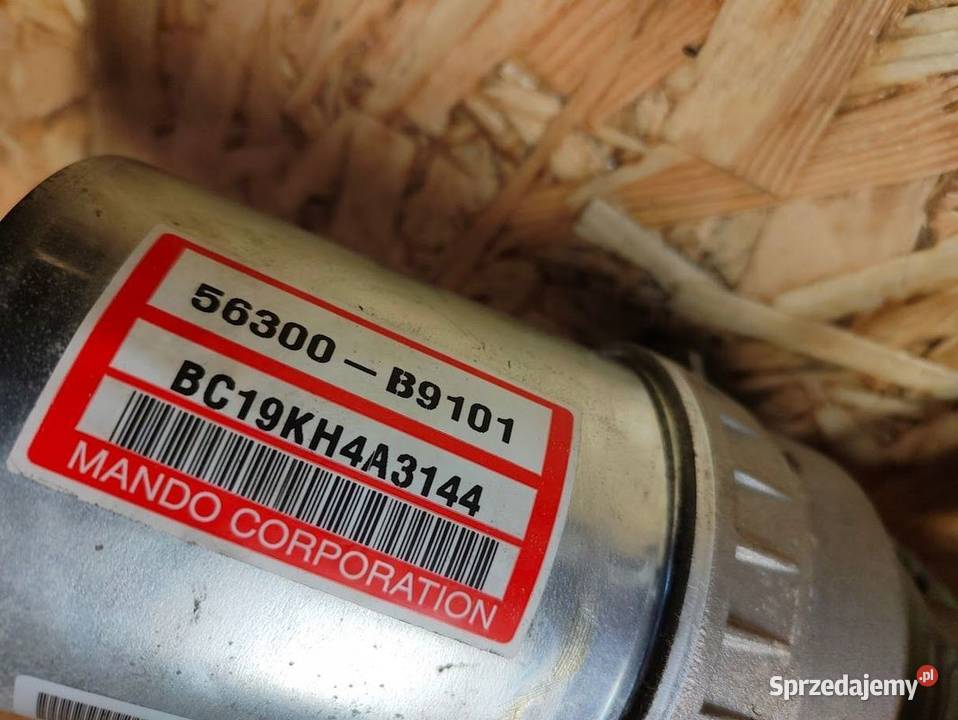 56300-B9101
BC19KH4A3144
MANDO CORPORATION
Sprzedajemy.pl